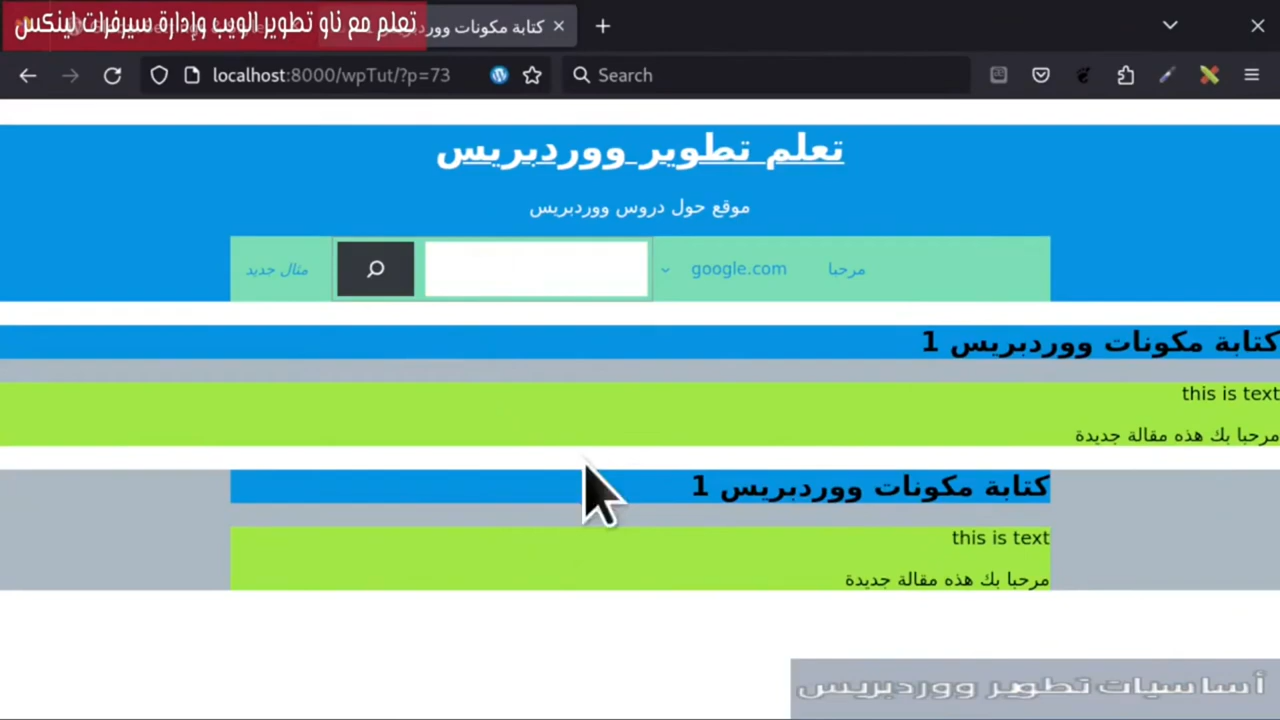 تعلم مع ناو تطوير الويب وإدارة سيرفرات لينكس
كتابة مكونات ووردبريس
localhost:8000/wpTut/?p=73
Search
تعلم تطوير ووردبريس
موقع حول دروس ووردبريس
مرحبا google.com مثال جديد
كتابة مكونات ووردبريس 1
this is text
مرحبا بك هذه مقالة جديدة
كتابة مكونات ووردبريس 1
this is text
مرحبا بك هذه مقالة جديدة
أساسيات تطوير ووردبريس